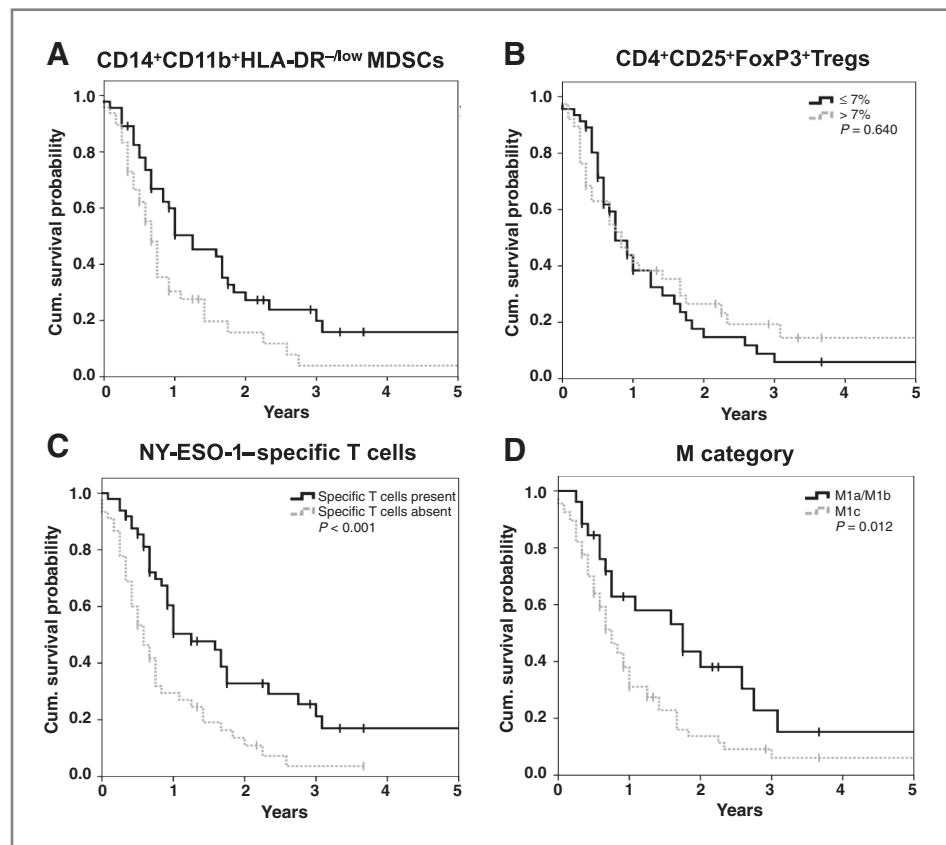 A CD14⁺CD11b⁺HLA-DR⁻/ˡᵒʷ MDSCs
Cum. survival probability
1.0
0.8
0.6
0.4
0.2
0.0
0 1 2 3 4 5
Years
B CD4⁺CD25⁺FoxP3⁺Tregs
Cum. survival probability
1.0
0.8
0.6
0.4
0.2
0.0
≤ 7%
> 7%
P = 0.640
0 1 2 3 4 5
Years
C NY-ESO-1–specific T cells
Cum. survival probability
1.0
0.8
0.6
0.4
0.2
0.0
Specific T cells present
Specific T cells absent
P < 0.001
0 1 2 3 4 5
Years
D M category
Cum. survival probability
1.0
0.8
0.6
0.4
0.2
0.0
M1a/M1b
M1c
P = 0.012
0 1 2 3 4 5
Years